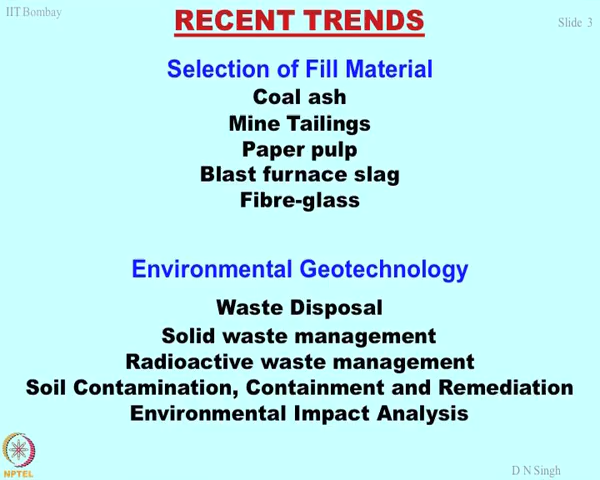 IIT Bombay
RECENT TRENDS
Slide 3
Selection of Fill Material
Coal ash
Mine Tailings
Paper pulp
Blast furnace slag
Fibre-glass
Environmental Geotechnology
Waste Disposal
Solid waste management
Radioactive waste management
Soil Contamination, Containment and Remediation
Environmental Impact Analysis
NPTEL
D N Singh